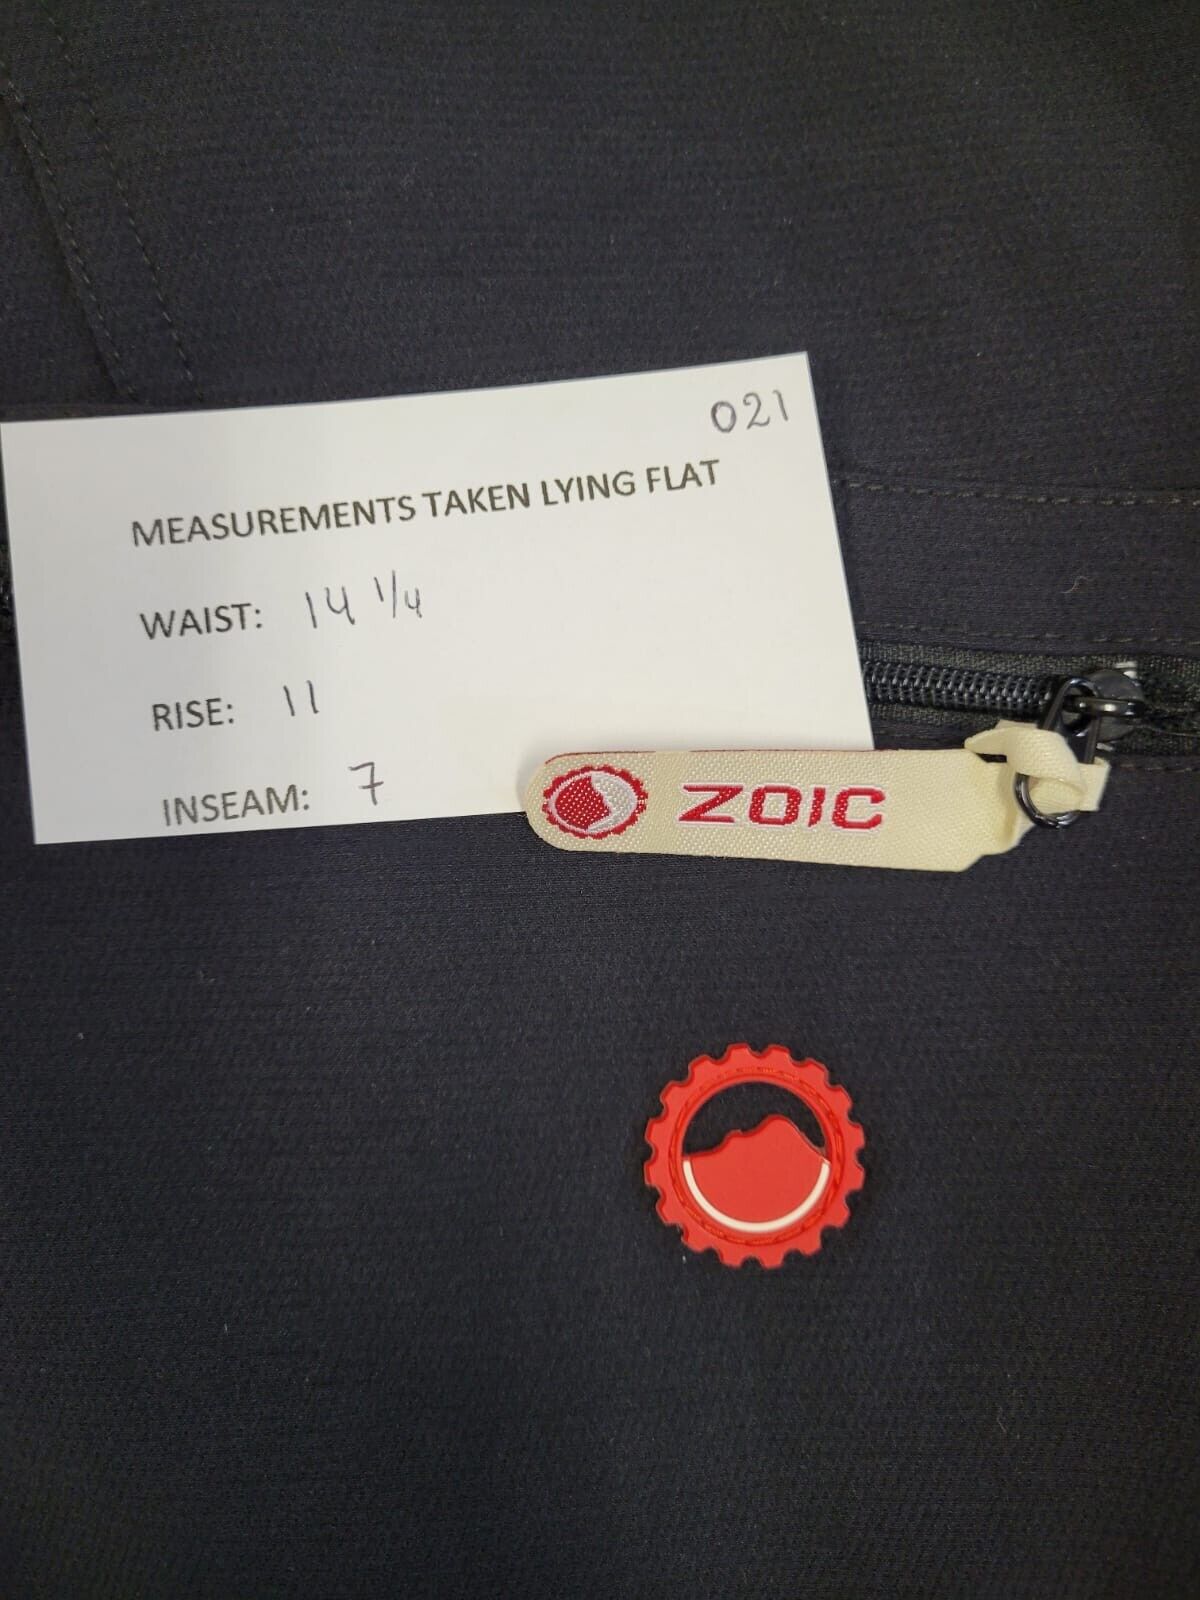 021
MEASUREMENTS TAKEN LYING FLAT
WAIST: 14 1/4
RISE: 11
INSEAM: 7
ZOIC